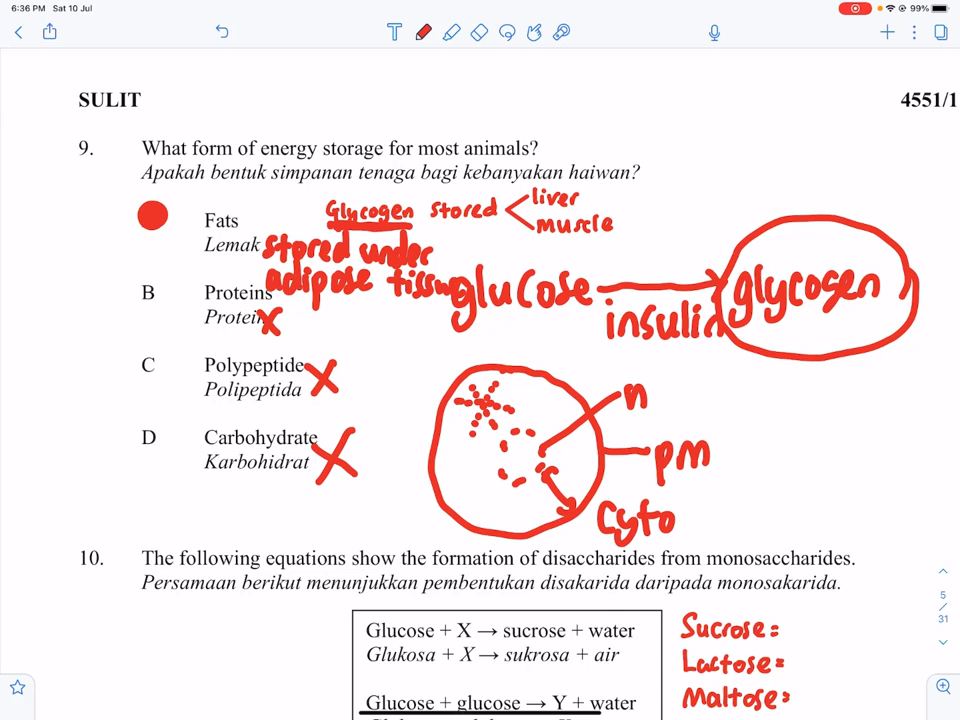 6:36 PM Sat 10 Jul
99%
SULIT
4551/1
9. What form of energy storage for most animals?
Apakah bentuk simpanan tenaga bagi kebanyakan haiwan?
Glycogen stored liver
muscle
Fats
Lemak stored under
adipose tissue
B Proteins
Protein
glucose glycogen
insulin
C Polypeptide
Polipeptida
n
D Carbohydrate
Karbohidrat
pm
Cyto
10. The following equations show the formation of disaccharides from monosaccharides.
Persamaan berikut menunjukkan pembentukan disakarida daripada monosakarida.
Glucose + X → sucrose + water
Glukosa + X → sukrosa + air
Glucose + glucose → Y + water
Sucrose =
Lactose =
Maltose =
5
/
31